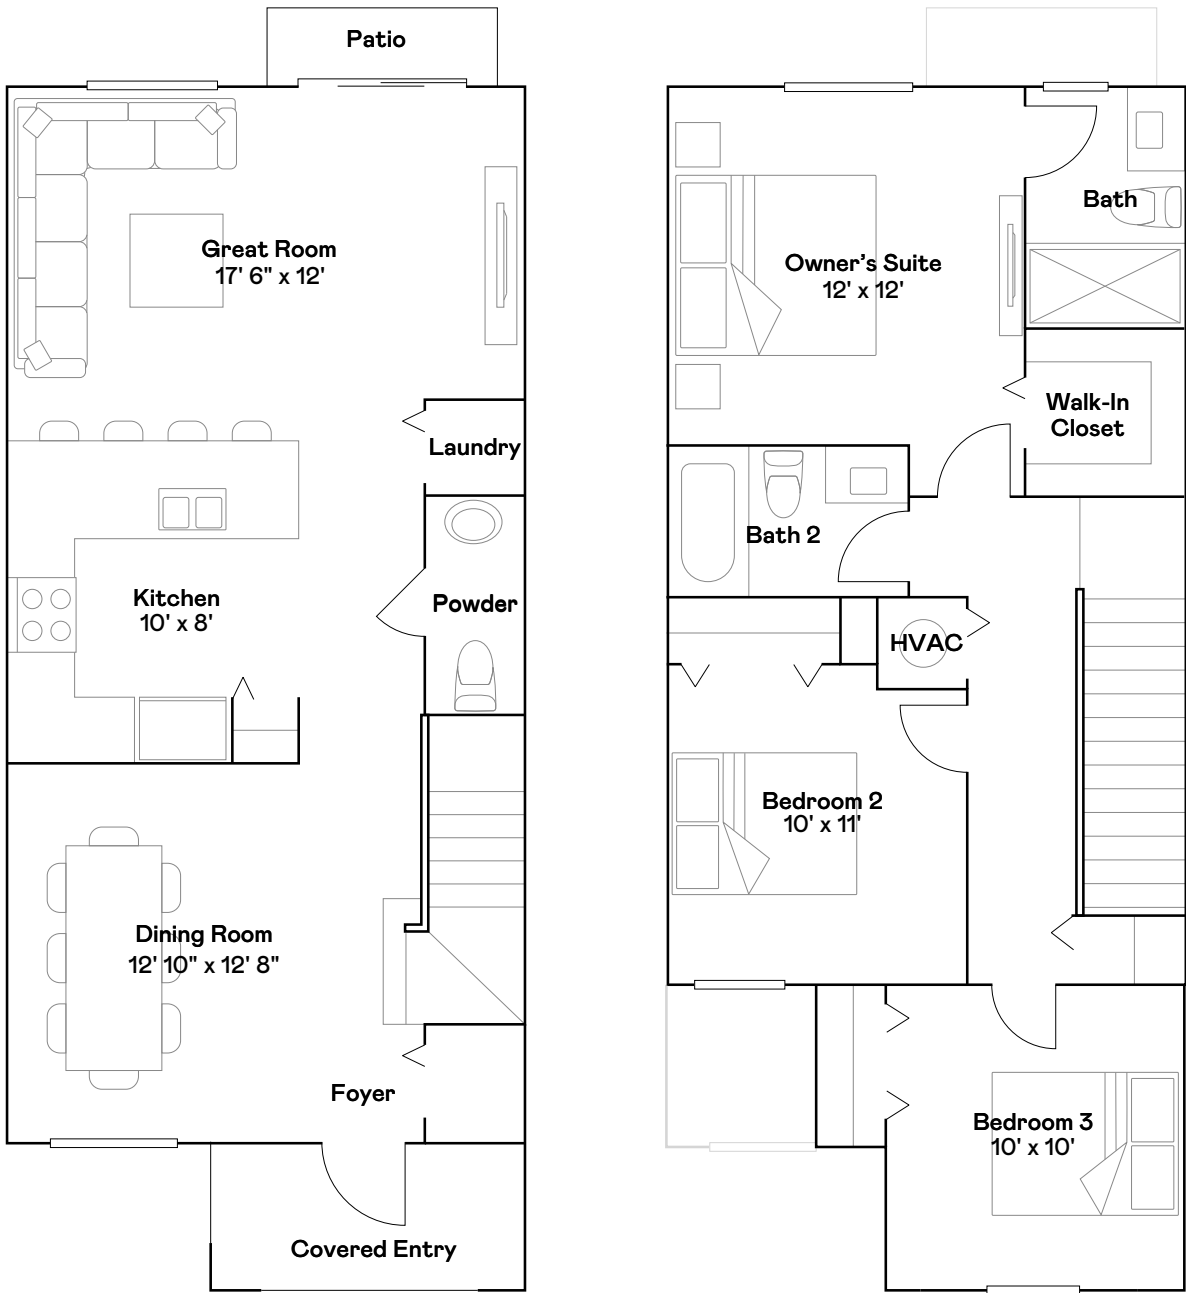 Patio
Great Room
17' 6" x 12'
Laundry
Kitchen
10' x 8'
Powder
Dining Room
12' 10" x 12' 8"
Foyer
Covered Entry
Bath
Owner’s Suite
12' x 12'
Walk-In
Closet
Bath 2
HVAC
Bedroom 2
10' x 11'
Bedroom 3
10' x 10'